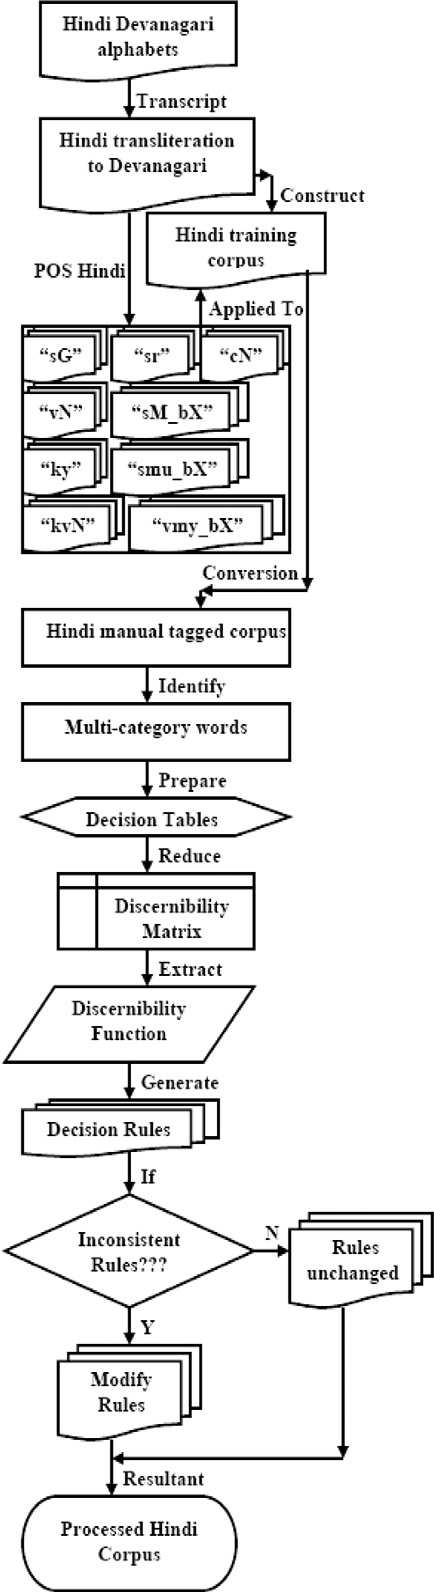 Hindi Devanagari
alphabets
Transcript
Hindi transliteration
to Devanagari
Construct
Hindi training
corpus
POS Hindi
Applied To
“sG”
“sr”
“cN”
“vN”
“sM_bX”
“ky”
“smu_bX”
“kvN”
“vmy_bX”
Conversion
Hindi manual tagged corpus
Identify
Multi-category words
Prepare
Decision Tables
Reduce
Discernibility
Matrix
Extract
Discernibility
Function
Generate
Decision Rules
If
Inconsistent
Rules???
N
Rules
unchanged
Y
Modify
Rules
Resultant
Processed Hindi
Corpus